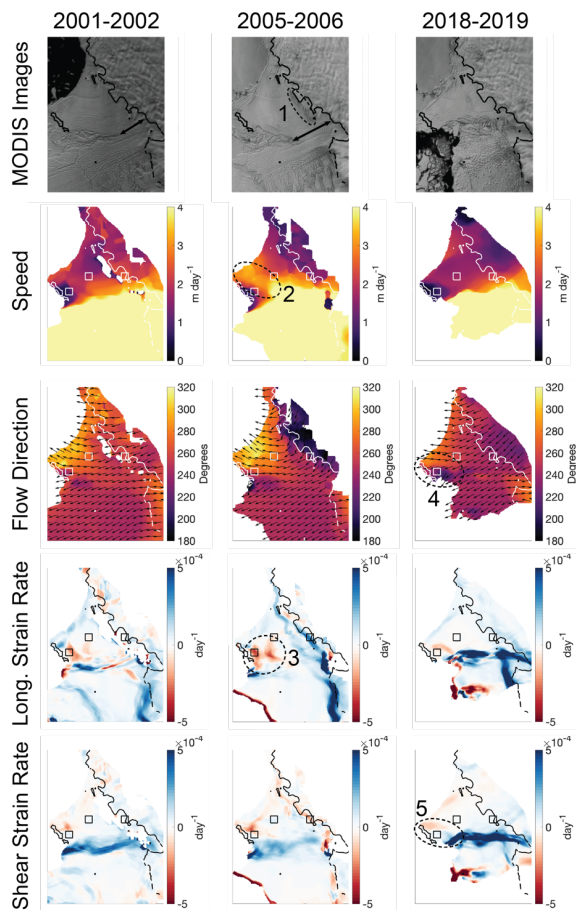 2001-2002 2005-2006 2018-2019
MODIS Images
1
Speed
4 4 4
3 3 3
2 2 2
1 1 1
0 0 0
m day⁻¹ m day⁻¹ m day⁻¹
2
Flow Direction
320 320 320
300 300 300
280 280 280
260 260 260
240 240 240
220 220 220
200 200 200
180 180 180
Degrees Degrees Degrees
4
Long. Strain Rate
×10⁻⁴ ×10⁻⁴ ×10⁻⁴
5 5 5
0 0 0
-5 -5 -5
day⁻¹ day⁻¹ day⁻¹
3
Shear Strain Rate
×10⁻⁴ ×10⁻⁴ ×10⁻⁴
5 5 5
0 0 0
-5 -5 -5
day⁻¹ day⁻¹ day⁻¹
5